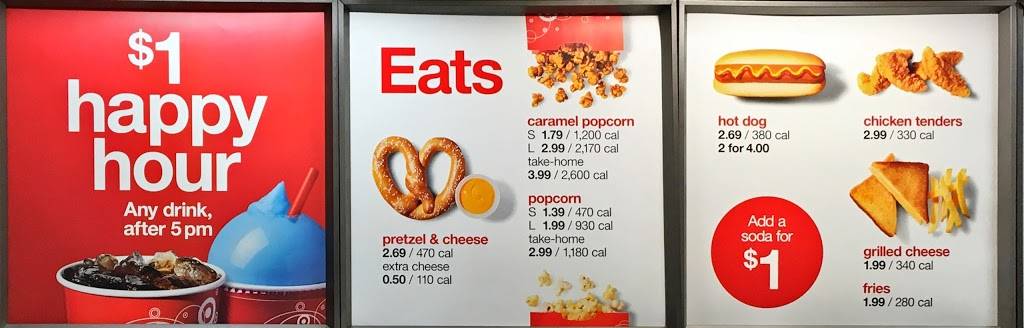 $1
happy
hour
Any drink,
after 5 pm
Eats
pretzel & cheese
2.69 / 470 cal
extra cheese
0.50 / 110 cal
caramel popcorn
S 1.79 / 1,200 cal
L 2.99 / 2,170 cal
take-home
3.99 / 2,600 cal
popcorn
S 1.39 / 470 cal
L 1.99 / 930 cal
take-home
2.99 / 1,180 cal
hot dog
2.69 / 380 cal
2 for 4.00
Add a
soda for
$1
chicken tenders
2.99 / 330 cal
grilled cheese
1.99 / 340 cal
fries
1.99 / 280 cal